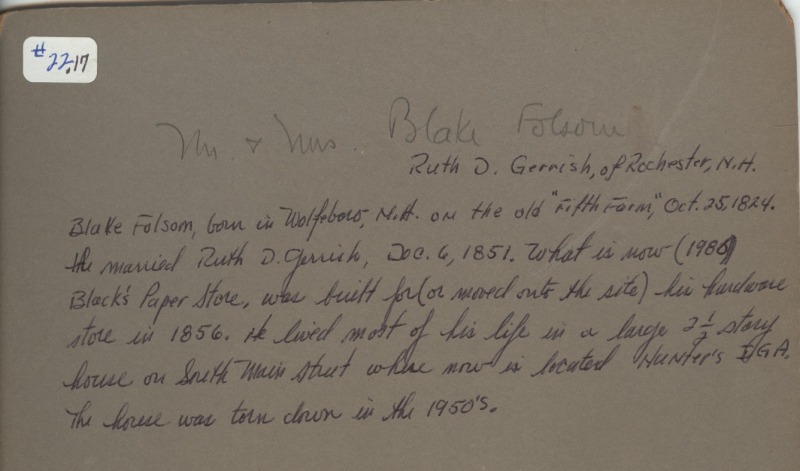 #22.17
Mr. & Mrs. Blake Folsom
Ruth D. Gerrish, of Rochester, N.H.
Blake Folsom, born in Wolfeboro, N.H. on the old "Fifth Farm", Oct. 25, 1824.
He married Ruth D. Gerrish, Dec. 6, 1851. What is now (1986)
Black's Paper Store, was built for (or moved onto the site) his hardware
store in 1856. He lived most of his life in a large 2 1/2 story
house on South Main Street where now is located Hunter's IGA.
The house was torn down in the 1950's.